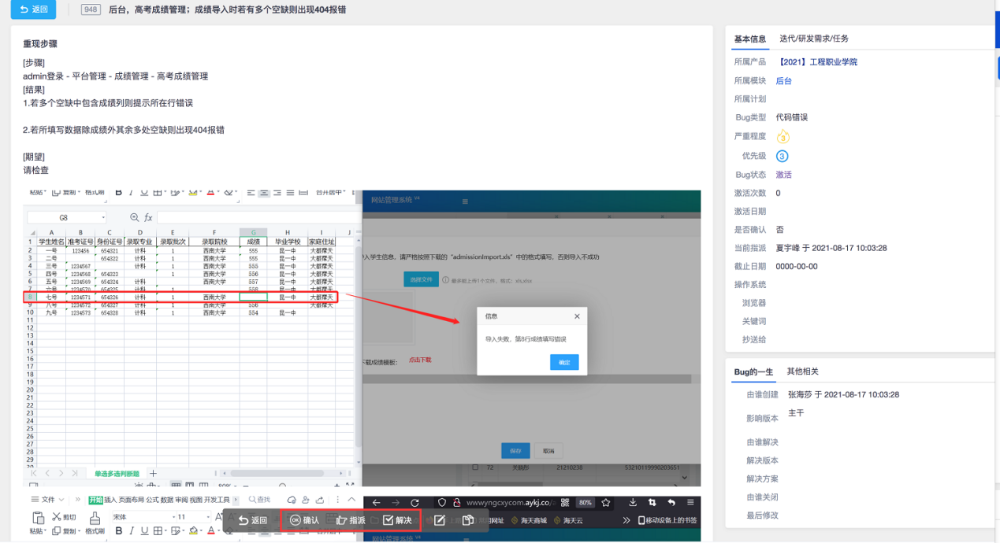 返回 948 后台，高考成绩管理；成绩导入时若有多个空缺则出现404报错
重现步骤
[步骤]
admin登录 - 平台管理 - 成绩管理 - 高考成绩管理
[结果]
1.若多个空缺中包含成绩列则提示所在行错误
2.若所填写数据除成绩外其余多处空缺则出现404报错
[期望]
请检查
粘贴 复制 格式刷 B I U A 合并居中
G8 fx
A B C D E F G H I J
1 学生姓名 准考证号 身份证号 录取专业 录取批次 录取院校 成绩 毕业学校 家庭住址
2 一号 123456 654321 计科 1 西南大学 555 昆一中 大都摩天
3 二号 654322 计科 1 西南大学 555 昆一中 大都摩天
4 三号 1234567 计科 1 西南大学 555 昆一中 大都摩天
5 四号 1234568 654323 1 西南大学 556 昆一中 大都摩天
6 五号 1234569 654324 计科 西南大学 557 昆一中 大都摩天
7 六号 1234570 654325 计科 1 558 昆一中 大都摩天
8 七号 1234571 654326 计科 1 西南大学 昆一中 大都摩天
9 八号 1234572 654327 计科 1 西南大学 556 大都摩天
10 九号 1234573 654328 计科 1 西南大学 554 昆一中
11
12
13
14
15
16
17
18
19
20
21
22
23
24
25
26
27
28
29
30
单选多选判断题
网站管理系统 V4
导入学生信息，请严格按照下载的“admissionImport.xls”中的格式填写，否则导入不成功
选择文件 最多能上传1个文件，格式：xls,xlsx
信息
导入失败，第8行成绩填写错误
确定
下载成绩模板： 点击下载
保存 取消
72 关晓彤 21210238 53210119990203651
文件 开始 插入 页面布局 公式 数据 审阅 视图 开发工具 查找
剪切 宋体 11 A
粘贴 复制 格式刷 B I U A
返回 OK 确认 指派 解决
wwwyngcxycom.aykj.co 80%
常用网址 海天商城 海天云 移动设备上的书签
网站管理系统 V4
基本信息 迭代/研发需求/任务
所属产品 【2021】工程职业学院
所属模块 后台
所属计划
Bug类型 代码错误
严重程度 3
优先级 3
Bug状态 激活
激活次数 0
激活日期
是否确认 否
当前指派 夏宇峰 于 2021-08-17 10:03:28
截止日期 0000-00-00
操作系统
浏览器
关键词
抄送给
Bug的一生 其他相关
由谁创建 张海莎 于 2021-08-17 10:03:28
影响版本 主干
由谁解决
解决版本
解决方案
由谁关闭
最后修改